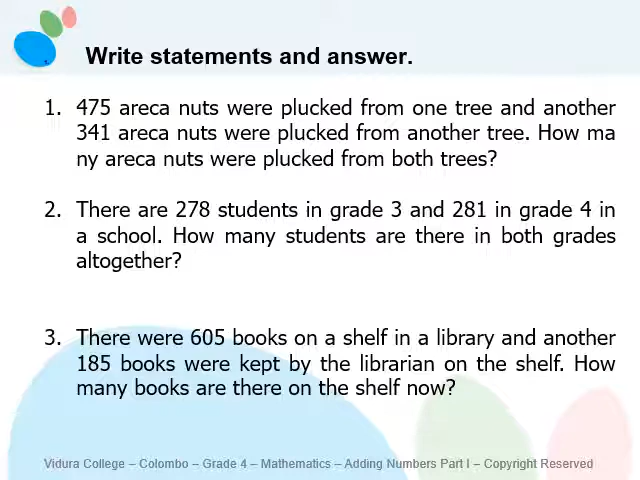 Write statements and answer.
1. 475 areca nuts were plucked from one tree and another
341 areca nuts were plucked from another tree. How ma
ny areca nuts were plucked from both trees?
2. There are 278 students in grade 3 and 281 in grade 4 in
a school. How many students are there in both grades
altogether?
3. There were 605 books on a shelf in a library and another
185 books were kept by the librarian on the shelf. How
many books are there on the shelf now?
Vidura College – Colombo – Grade 4 – Mathematics – Adding Numbers Part I – Copyright Reserved